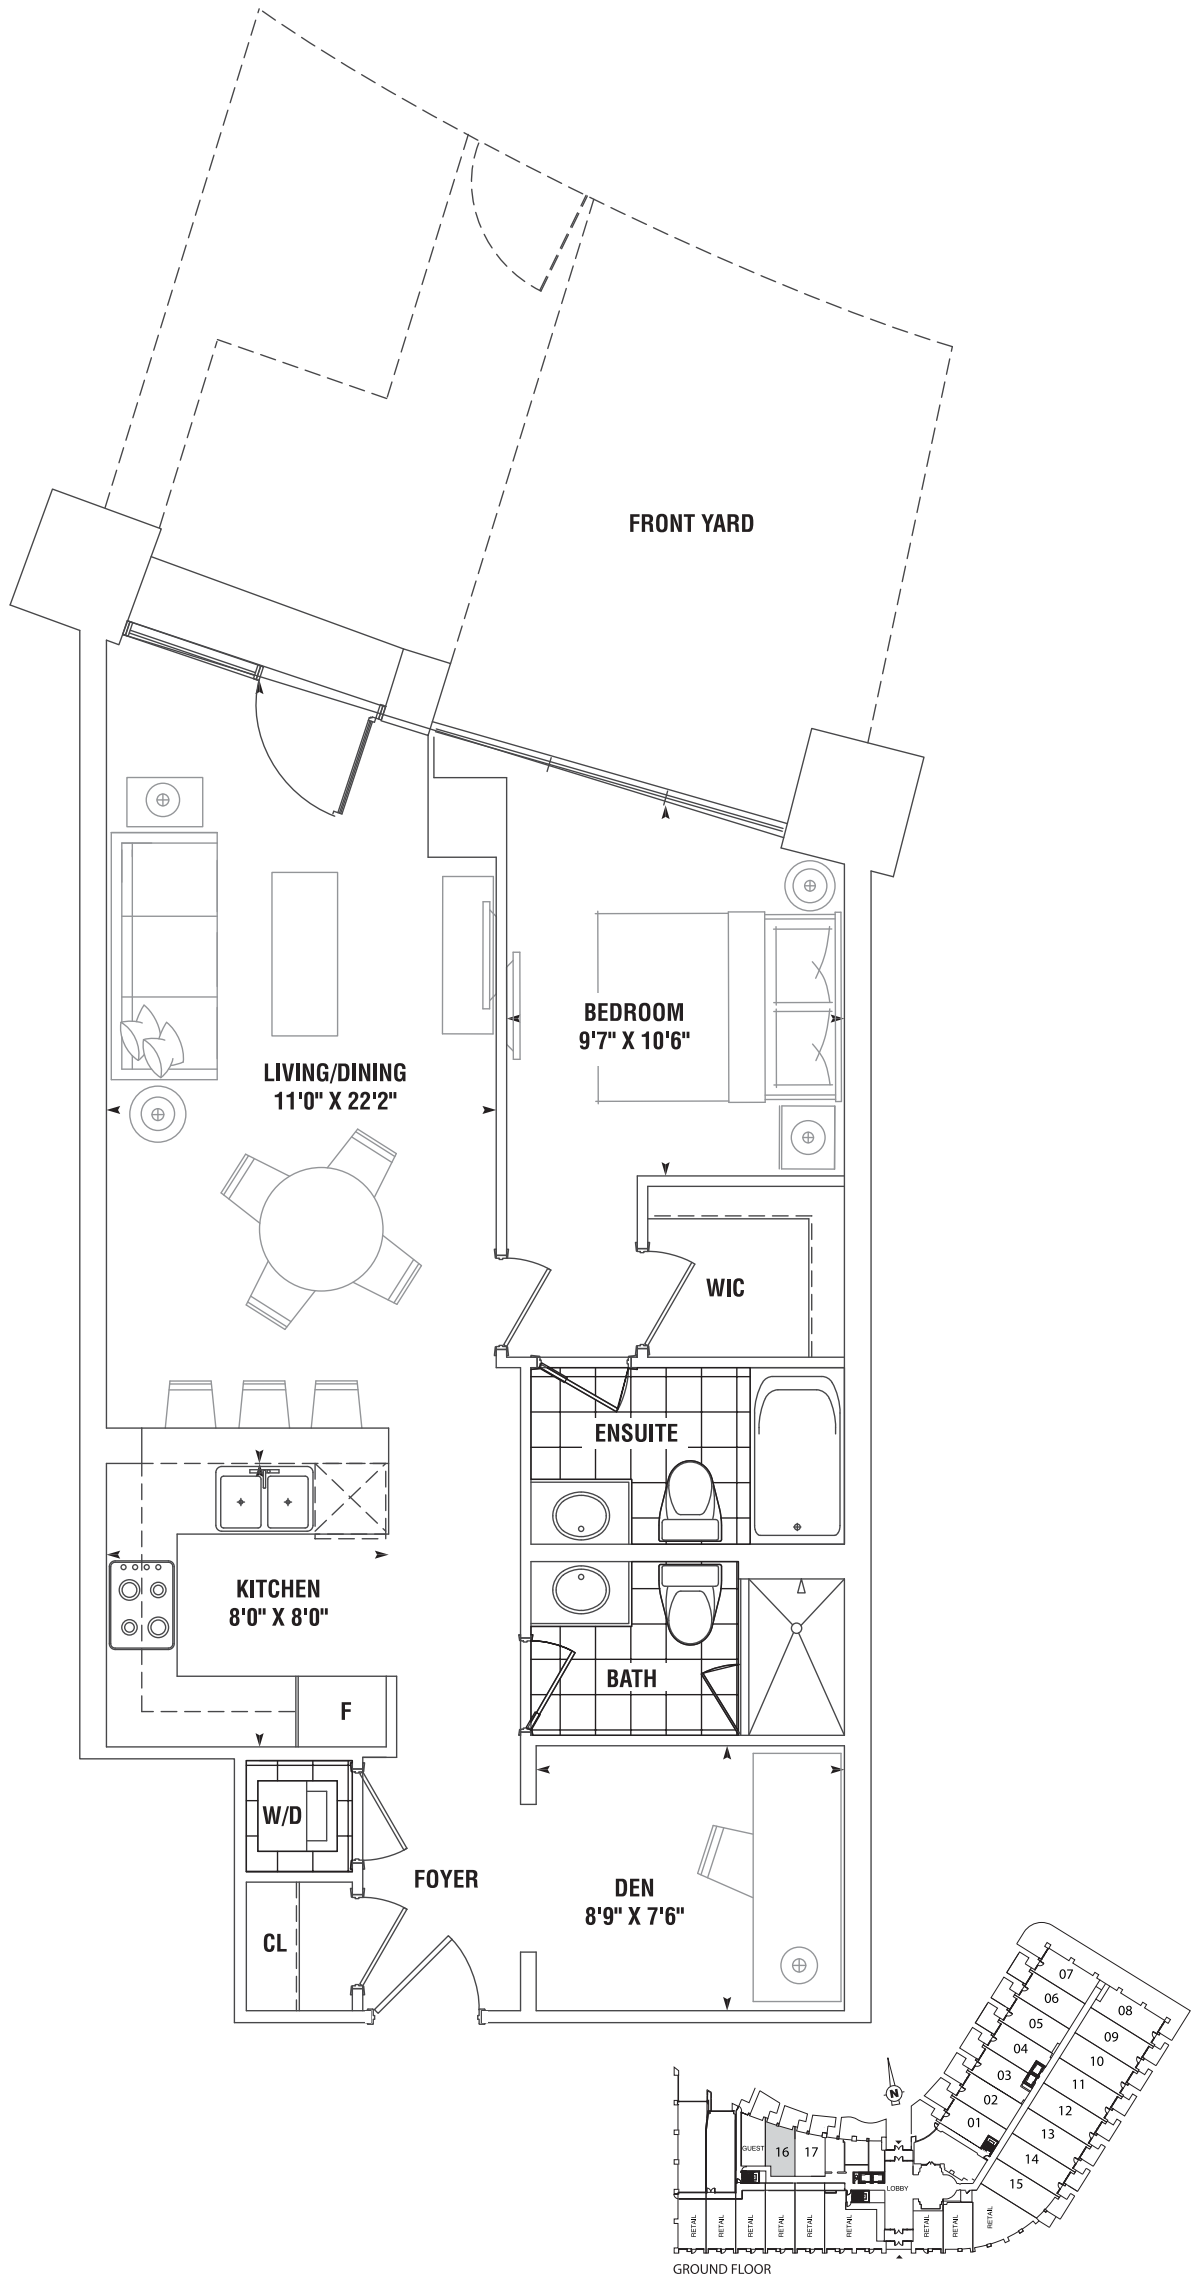 FRONT YARD
BEDROOM
9'7" X 10'6"
LIVING/DINING
11'0" X 22'2"
WIC
ENSUITE
KITCHEN
8'0" X 8'0"
BATH
F
W/D
FOYER
DEN
8'9" X 7'6"
CL
07
06
08
05
09
04
10
03
11
02
12
01
13
14
15
N
GUEST
16
17
LOBBY
RETAIL
RETAIL
RETAIL
RETAIL
RETAIL
RETAIL
RETAIL
RETAIL
RETAIL
GROUND FLOOR